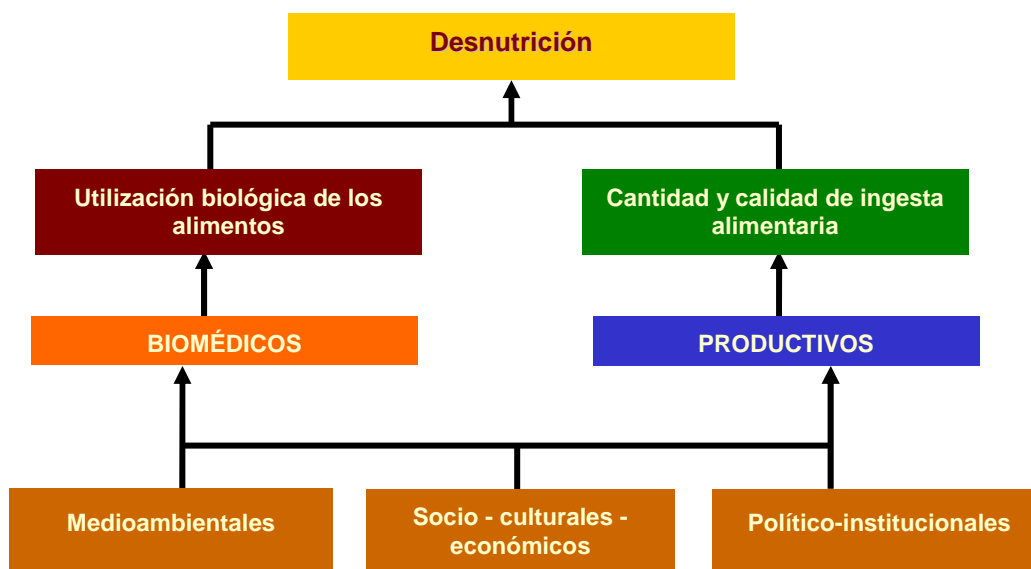 Desnutrición
Utilización biológica de los
alimentos
Cantidad y calidad de ingesta
alimentaria
BIOMÉDICOS
PRODUCTIVOS
Medioambientales
Socio - culturales -
económicos
Político-institucionales